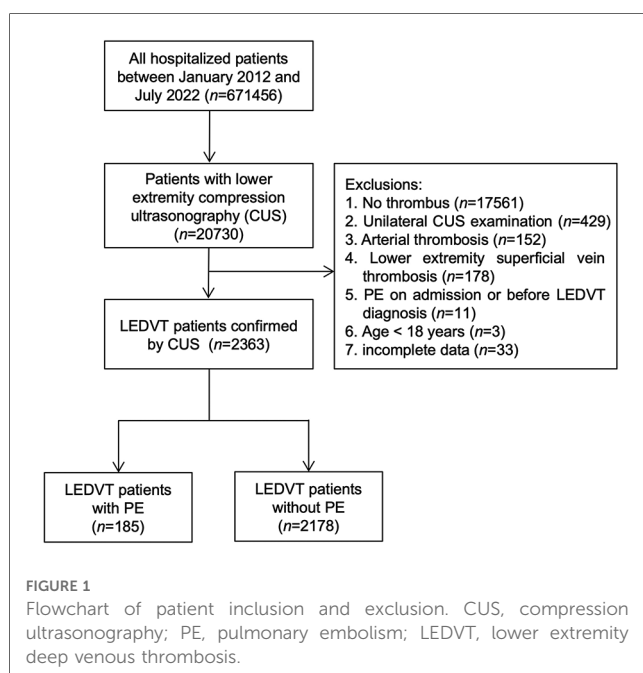 All hospitalized patients
between January 2012 and
July 2022 (n=671456)
Patients with lower
extremity compression
ultrasonography (CUS)
(n=20730)
Exclusions:
1. No thrombus (n=17561)
2. Unilateral CUS examination (n=429)
3. Arterial thrombosis (n=152)
4. Lower extremity superficial vein
thrombosis (n=178)
5. PE on admission or before LEDVT
diagnosis (n=11)
6. Age < 18 years (n=3)
7. incomplete data (n=33)
LEDVT patients confirmed
by CUS (n=2363)
LEDVT patients
with PE
(n=185)
LEDVT patients
without PE
(n=2178)
FIGURE 1
Flowchart of patient inclusion and exclusion. CUS, compression
ultrasonography; PE, pulmonary embolism; LEDVT, lower extremity
deep venous thrombosis.